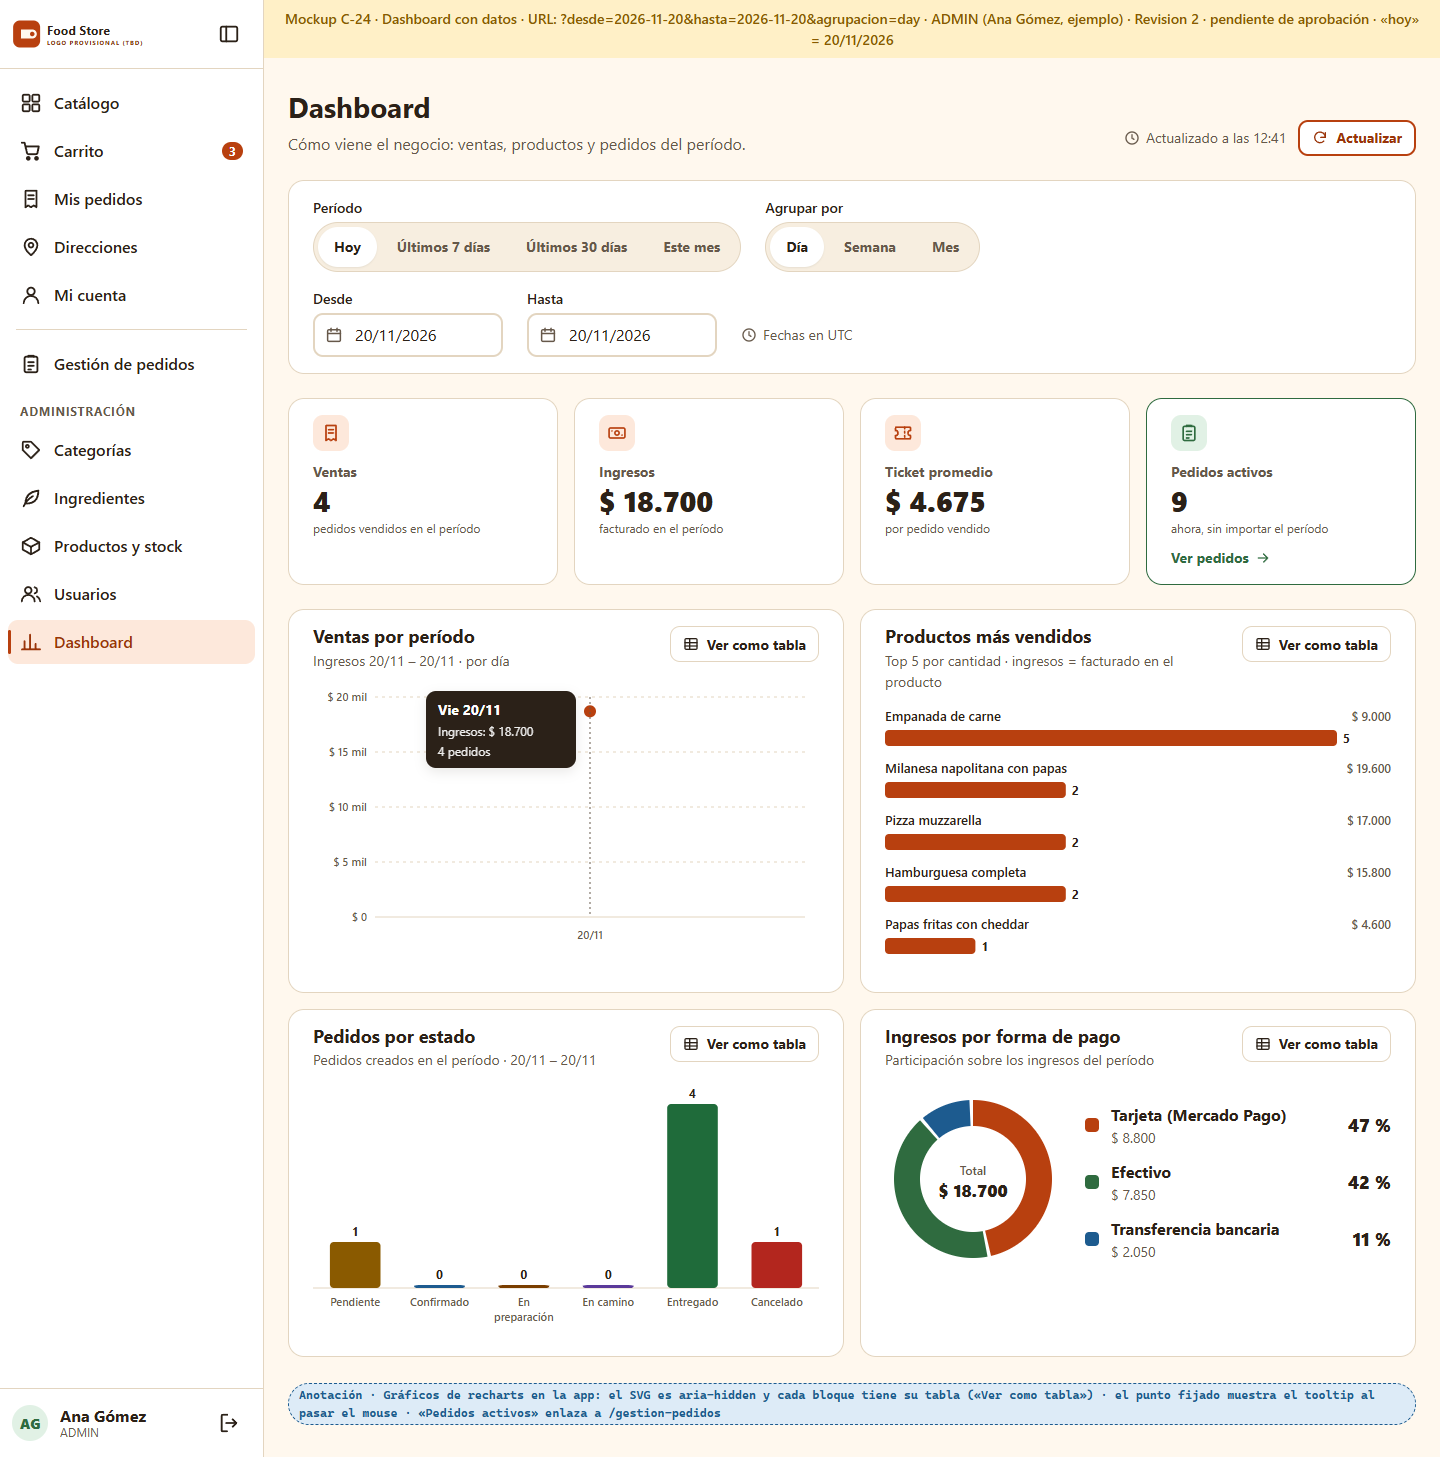 Food Store
LOGO PROVISIONAL (TBD)
Catálogo
Carrito
3
Mis pedidos
Direcciones
Mi cuenta
Gestión de pedidos
ADMINISTRACIÓN
Categorías
Ingredientes
Productos y stock
Usuarios
Dashboard
AG
Ana Gómez
ADMIN
Mockup C-24 · Dashboard con datos · URL: ?desde=2026-11-20&hasta=2026-11-20&agrupacion=day · ADMIN (Ana Gómez, ejemplo) · Revision 2 · pendiente de aprobación · «hoy»
= 20/11/2026
Dashboard
Cómo viene el negocio: ventas, productos y pedidos del período.
Actualizado a las 12:41
Actualizar
Período
Hoy
Últimos 7 días
Últimos 30 días
Este mes
Agrupar por
Día
Semana
Mes
Desde
20/11/2026
Hasta
20/11/2026
Fechas en UTC
Ventas
4
pedidos vendidos en el período
Ingresos
$ 18.700
facturado en el período
Ticket promedio
$ 4.675
por pedido vendido
Pedidos activos
9
ahora, sin importar el período
Ver pedidos →
Ventas por período
Ingresos 20/11 – 20/11 · por día
Ver como tabla
$ 20 mil
$ 15 mil
$ 10 mil
$ 5 mil
$ 0
Vie 20/11
Ingresos: $ 18.700
4 pedidos
20/11
Productos más vendidos
Top 5 por cantidad · ingresos = facturado en el
producto
Ver como tabla
Empanada de carne
$ 9.000
5
Milanesa napolitana con papas
$ 19.600
2
Pizza muzzarella
$ 17.000
2
Hamburguesa completa
$ 15.800
2
Papas fritas con cheddar
$ 4.600
1
Pedidos por estado
Pedidos creados en el período · 20/11 – 20/11
Ver como tabla
1
0
0
0
4
1
Pendiente
Confirmado
En
preparación
En camino
Entregado
Cancelado
Ingresos por forma de pago
Participación sobre los ingresos del período
Ver como tabla
Total
$ 18.700
Tarjeta (Mercado Pago)
$ 8.800
47 %
Efectivo
$ 7.850
42 %
Transferencia bancaria
$ 2.050
11 %
Anotación · Gráficos de recharts en la app: el SVG es aria-hidden y cada bloque tiene su tabla («Ver como tabla») · el punto fijado muestra el tooltip al
pasar el mouse · «Pedidos activos» enlaza a /gestion-pedidos